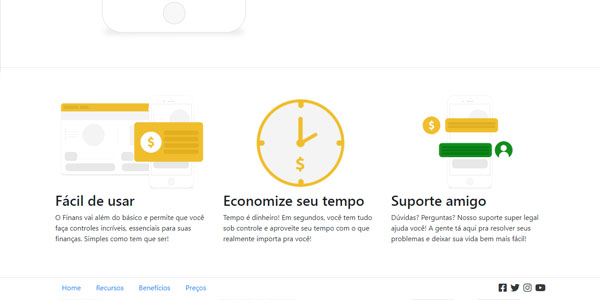 Fácil de usar
O Finans vai além do básico e permite que você
faça controles incríveis, essenciais para suas
finanças. Simples como tem que ser!
Economize seu tempo
Tempo é dinheiro! Em segundos, você tem tudo
sob controle e aproveite seu tempo com o que
realmente importa pra você!
Suporte amigo
Dúvidas? Perguntas? Nosso suporte super legal
ajuda você! A gente tá aqui pra resolver seus
problemas e deixar sua vida bem mais fácil!
Home Recursos Benefícios Preços